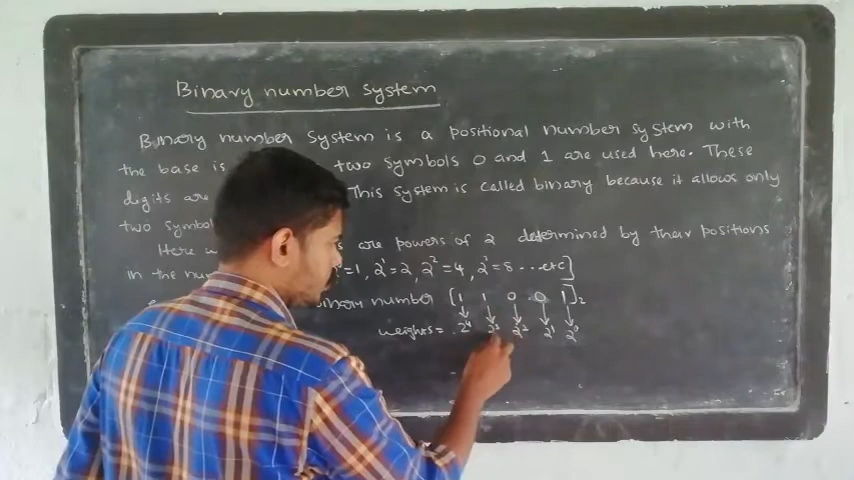 Binary number system
Binary number system is a positional number system with
the base is two symbols 0 and 1 are used here. These
digits are This system is called binary because it allows only
two symbol
Here are powers of 2 determined by their positions
in the nu =1, 2¹=2, 2²=4, 2³=8 ...etc]
binary number [1 1 0 0 1]₂
weights = 2⁴ 2³ 2² 2¹ 2⁰